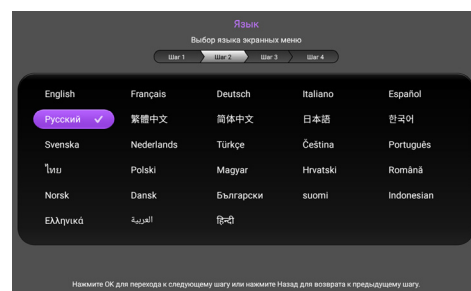 Язык
Выбор языка экранных меню
Шаг 1 Шаг 2 Шаг 3 Шаг 4
English Français Deutsch Italiano Español
Русский 繁體中文 简体中文 日本語 한국어
Svenska Nederlands Türkçe Čeština Português
ไทย Polski Magyar Hrvatski Română
Norsk Dansk Български suomi Indonesian
Ελληνικά العربية हिन्दी
Нажмите ОК для перехода к следующему шагу или нажмите Назад для возврата к предыдущему шагу.